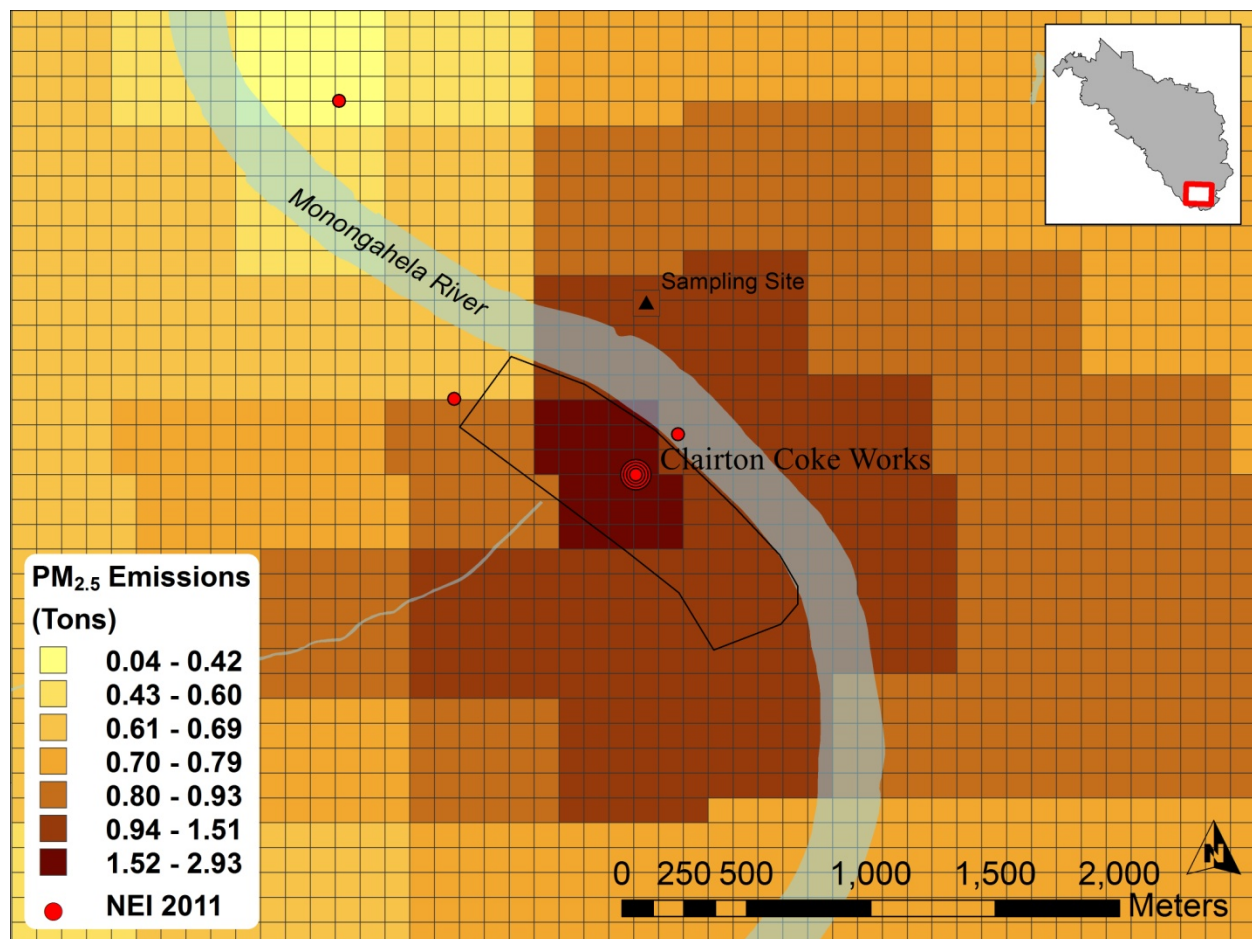 Monongahela River
Sampling Site
Clairton Coke Works
PM2.5 Emissions
(Tons)
0.04 - 0.42
0.43 - 0.60
0.61 - 0.69
0.70 - 0.79
0.80 - 0.93
0.94 - 1.51
1.52 - 2.93
NEI 2011
N
0 250 500 1,000 1,500 2,000
Meters